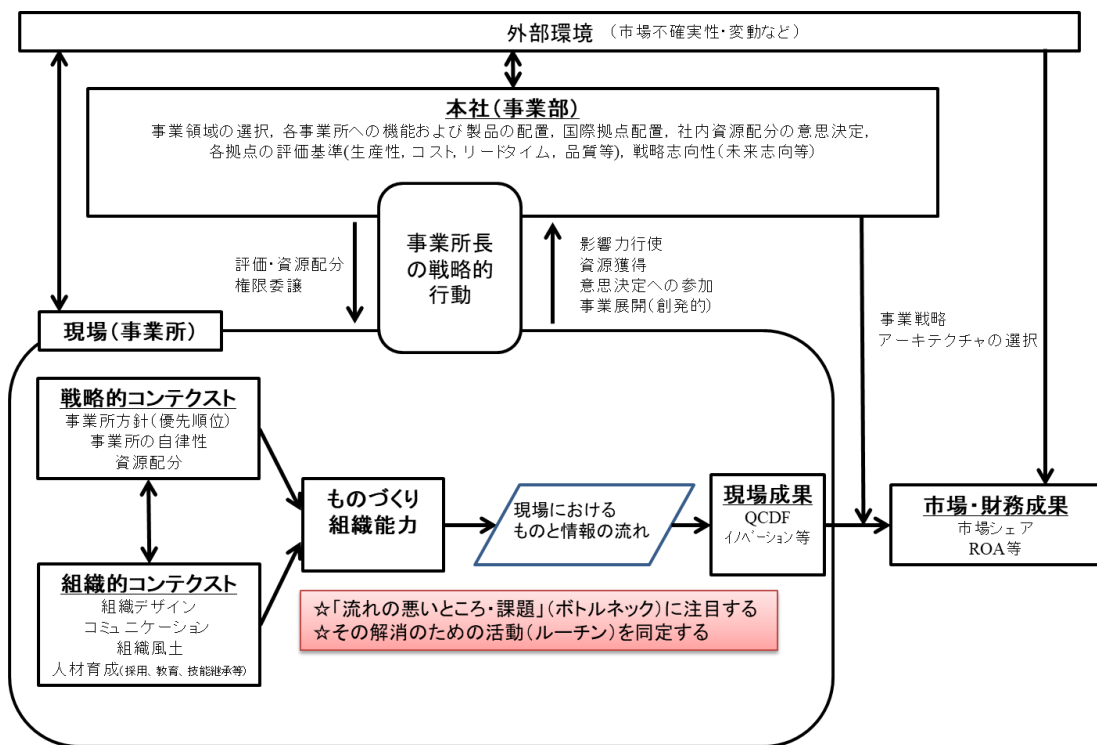 外部環境 （市場不確実性・変動など）
本社（事業部）
事業領域の選択, 各事業所への機能および製品の配置, 国際拠点配置, 社内資源配分の意思決定,
各拠点の評価基準(生産性, コスト, リードタイム, 品質等), 戦略志向性（未来志向等）
事業所長
の戦略的
行動
評価・資源配分
権限委譲
影響力行使
資源獲得
意思決定への参加
事業展開（創発的）
事業戦略
アーキテクチャの選択
現場（事業所）
戦略的コンテクスト
事業所方針（優先順位）
事業所の自律性
資源配分
ものづくり
組織能力
現場における
ものと情報の流れ
現場成果
QCDF
イノベーション等
市場・財務成果
市場シェア
ROA等
組織的コンテクスト
組織デザイン
コミュニケーション
組織風土
人材育成（採用、教育、技能継承等）
☆「流れの悪いところ・課題」（ボトルネック）に注目する
☆その解消のための活動（ルーチン）を同定する